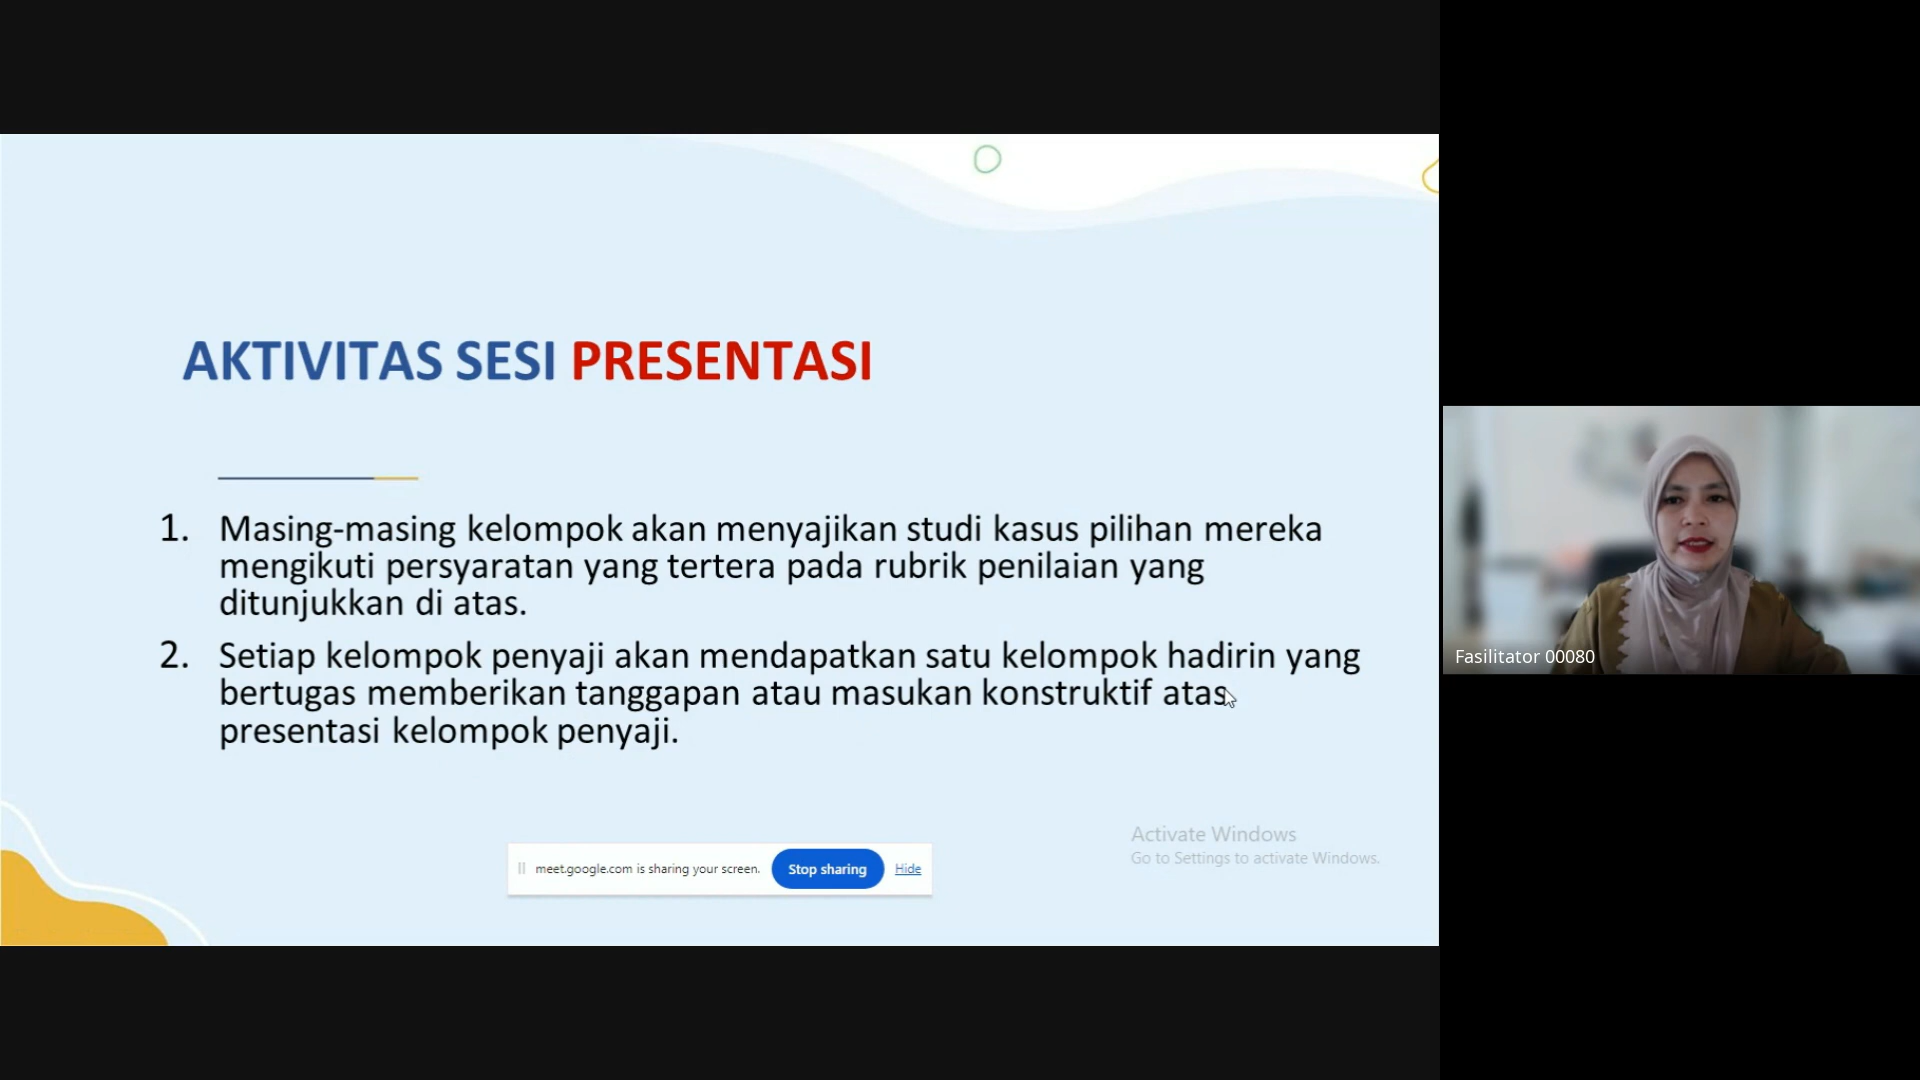 AKTIVITAS SESI PRESENTASI
1. Masing-masing kelompok akan menyajikan studi kasus pilihan mereka
mengikuti persyaratan yang tertera pada rubrik penilaian yang
ditunjukkan di atas.
2. Setiap kelompok penyaji akan mendapatkan satu kelompok hadirin yang
bertugas memberikan tanggapan atau masukan konstruktif atas
presentasi kelompok penyaji.
Activate Windows
Go to Settings to activate Windows.
meet.google.com is sharing your screen. Stop sharing Hide
Fasilitator 00080